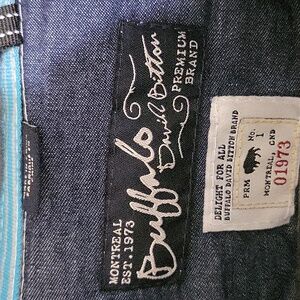 MONTREAL
EST. 1973
Buffalo
David Bitton
PREMIUM
BRAND
DELIGHT FOR ALL
BUFFALO DAVID BITTON BRAND
PRM No. 1
MONTREAL, CND
01973